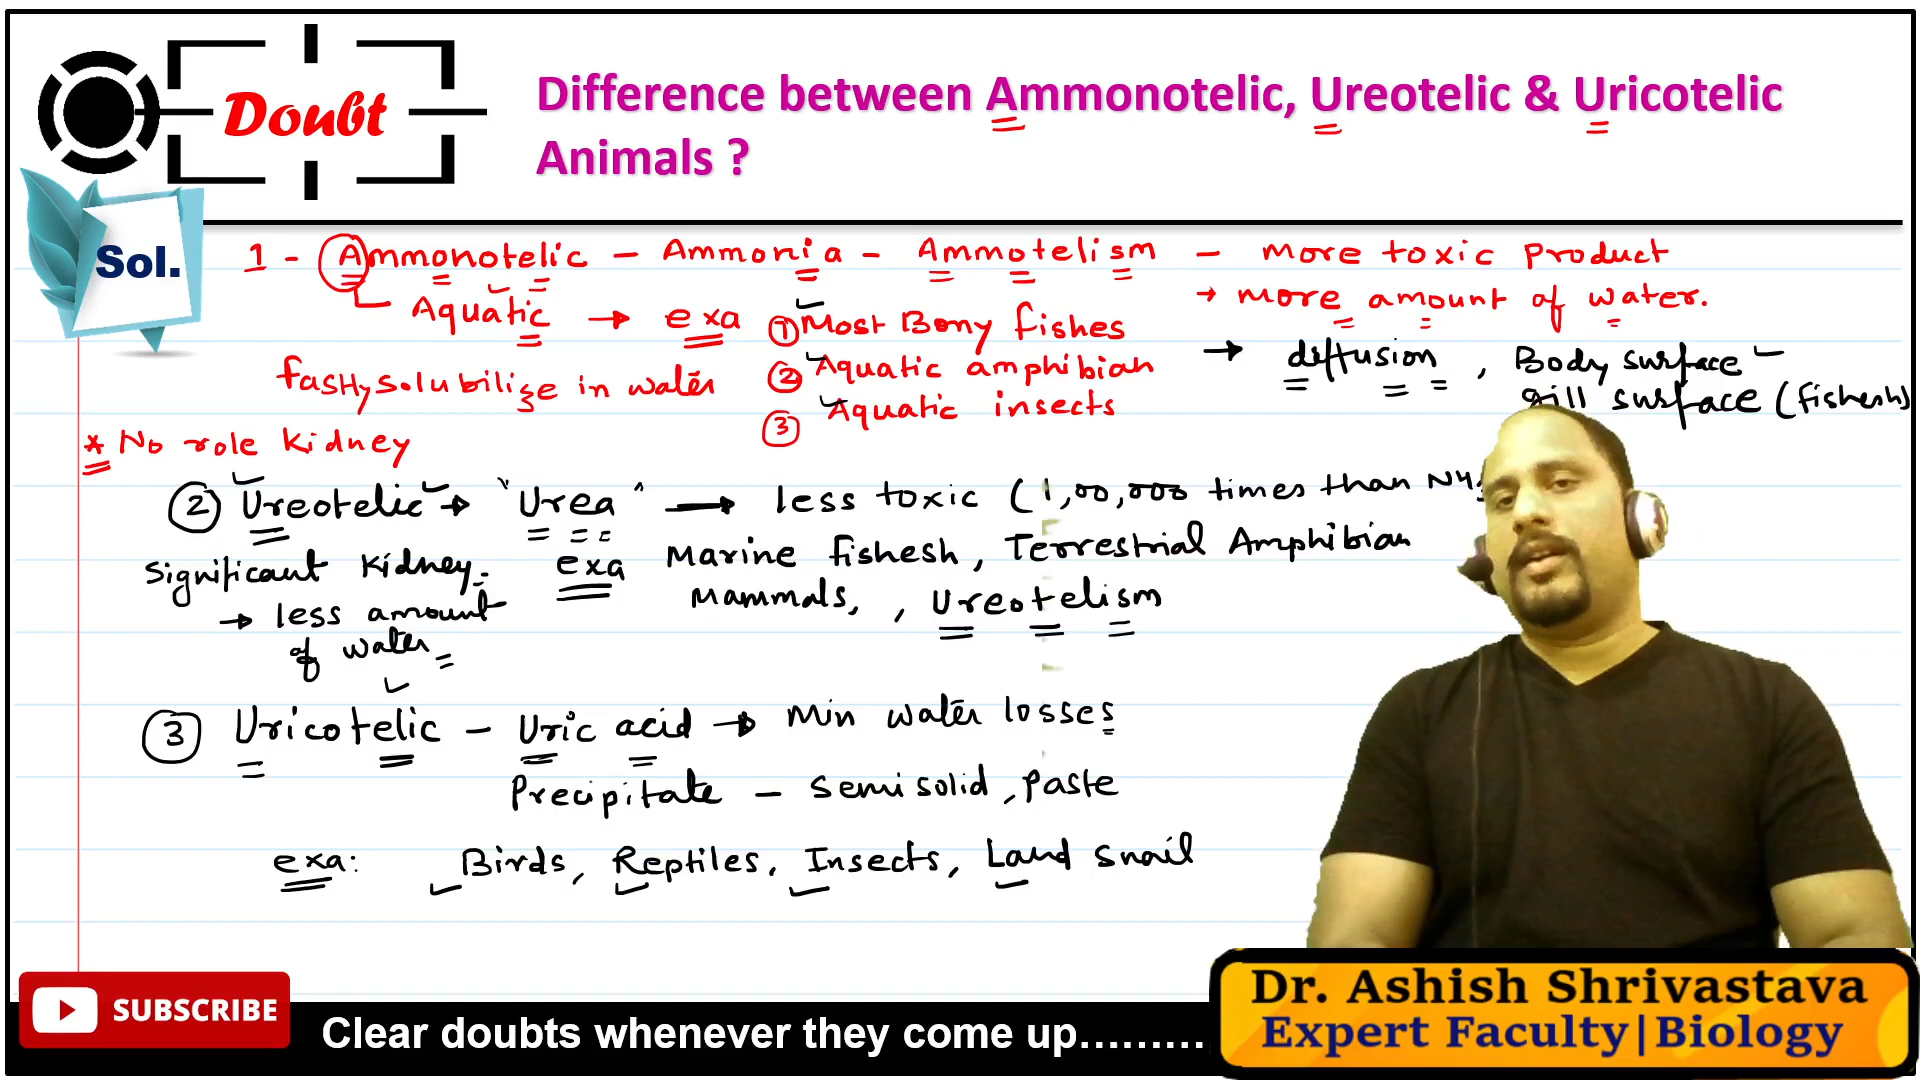 Doubt
Difference between Ammonotelic, Ureotelic & Uricotelic
Animals ?
Sol.
1 - Ammonotelic - Ammonia - Ammotelism - More toxic Product
→ More amount of water.
Aquatic → exa ① Most Bony fishes
② Aquatic amphibian
③ Aquatic insects
fastly solubilize in water
→ diffusion, Body surface
gill surface (fishesh)
* No role kidney
② Ureotelic → "Urea" → less toxic (1,00,000 times than NH3
significant kidney.
exa Marine fishesh, Terrestrial Amphibian
Mammals, , Ureotelism
→ less amount
of water
③ Uricotelic - Uric acid → Min water losses
Precipitate - semisolid, paste
exa: Birds, Reptiles, Insects, Land snail
SUBSCRIBE
Clear doubts whenever they come up.........
Dr. Ashish Shrivastava
Expert Faculty|Biology